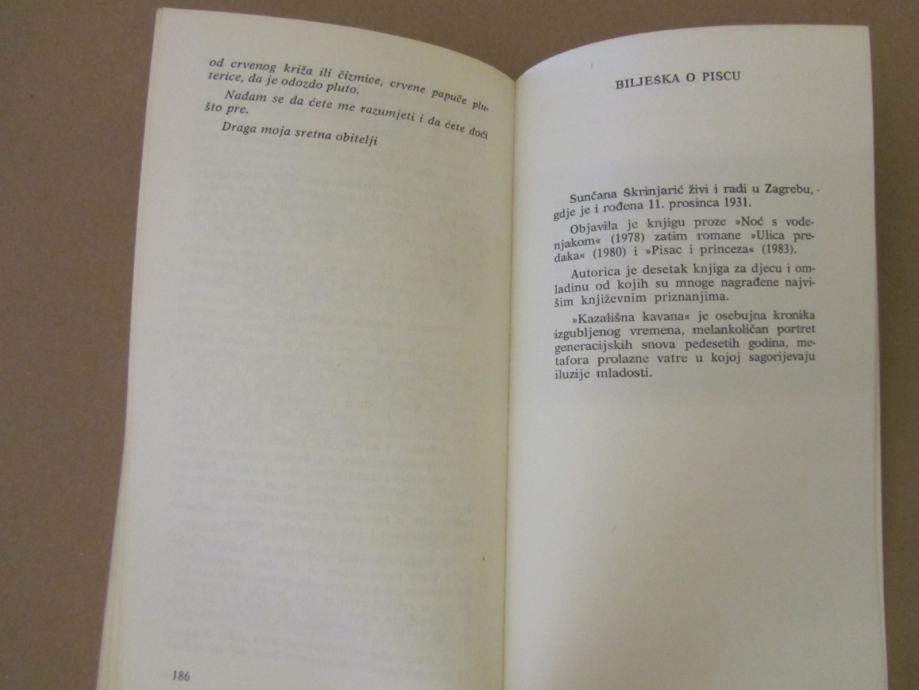 od crvenog križa ili čizmice, crvene papuče plu-
terice, da je odozdo pluto.
Nadam se da ćete me razumjeti i da ćete doći
što pre.
Draga moja sretna obitelji
186
BILJEŠKA O PISCU
Sunčana Škrinjarić živi i radi u Zagrebu,
gdje je i rođena 11. prosinca 1931.
Objavila je knjigu proze »Noć s vode-
njakom« (1978) zatim romane »Ulica pre-
daka« (1980) i »Pisac i princeza« (1983).
Autorica je desetak knjiga za djecu i om-
ladinu od kojih su mnoge nagrađene najvi-
šim književnim priznanjima.
»Kazališna kavana« je osebujna kronika
izgubljenog vremena, melankoličan portret
generacijskih snova pedesetih godina, me-
tafora prolazne vatre u kojoj sagorijevaju
iluzije mladosti.